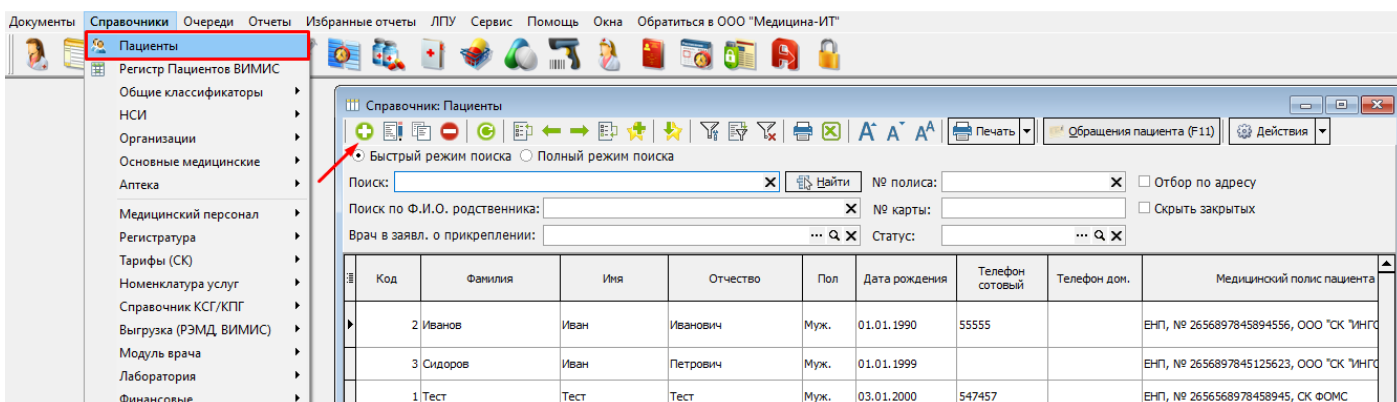 Документы Справочники Очереди Отчеты Избранные отчеты ЛПУ Сервис Помощь Окна Обратиться в ООО "Медицина-ИТ"
Пациенты
Регистр Пациентов ВИМИС
Общие классификаторы
НСИ
Организации
Основные медицинские
Аптека
Медицинский персонал
Регистратура
Тарифы (СК)
Номенклатура услуг
Справочник КСГ/КПГ
Выгрузка (РЭМД, ВИМИС)
Модуль врача
Лаборатория
Финансовые
Справочник: Пациенты
Печать Обращения пациента (F11) Действия
Быстрый режим поиска Полный режим поиска
Поиск: Найти № полиса: Отбор по адресу
Поиск по Ф.И.О. родственника: № карты: Скрыть закрытых
Врач в заявл. о прикреплении: Статус:
Код Фамилия Имя Отчество Пол Дата рождения Телефон сотовый Телефон дом. Медицинский полис пациента
2 Иванов Иван Иванович Муж. 01.01.1990 55555 ЕНП, № 2656897845894556, ООО "СК "ИНГО
3 Сидоров Иван Петрович Муж. 01.01.1999 ЕНП, № 2656897845125623, ООО "СК "ИНГО
1 Тест Тест Тест Муж. 03.01.2000 547457 ЕНП, № 2656568978458945, СК ФОМС